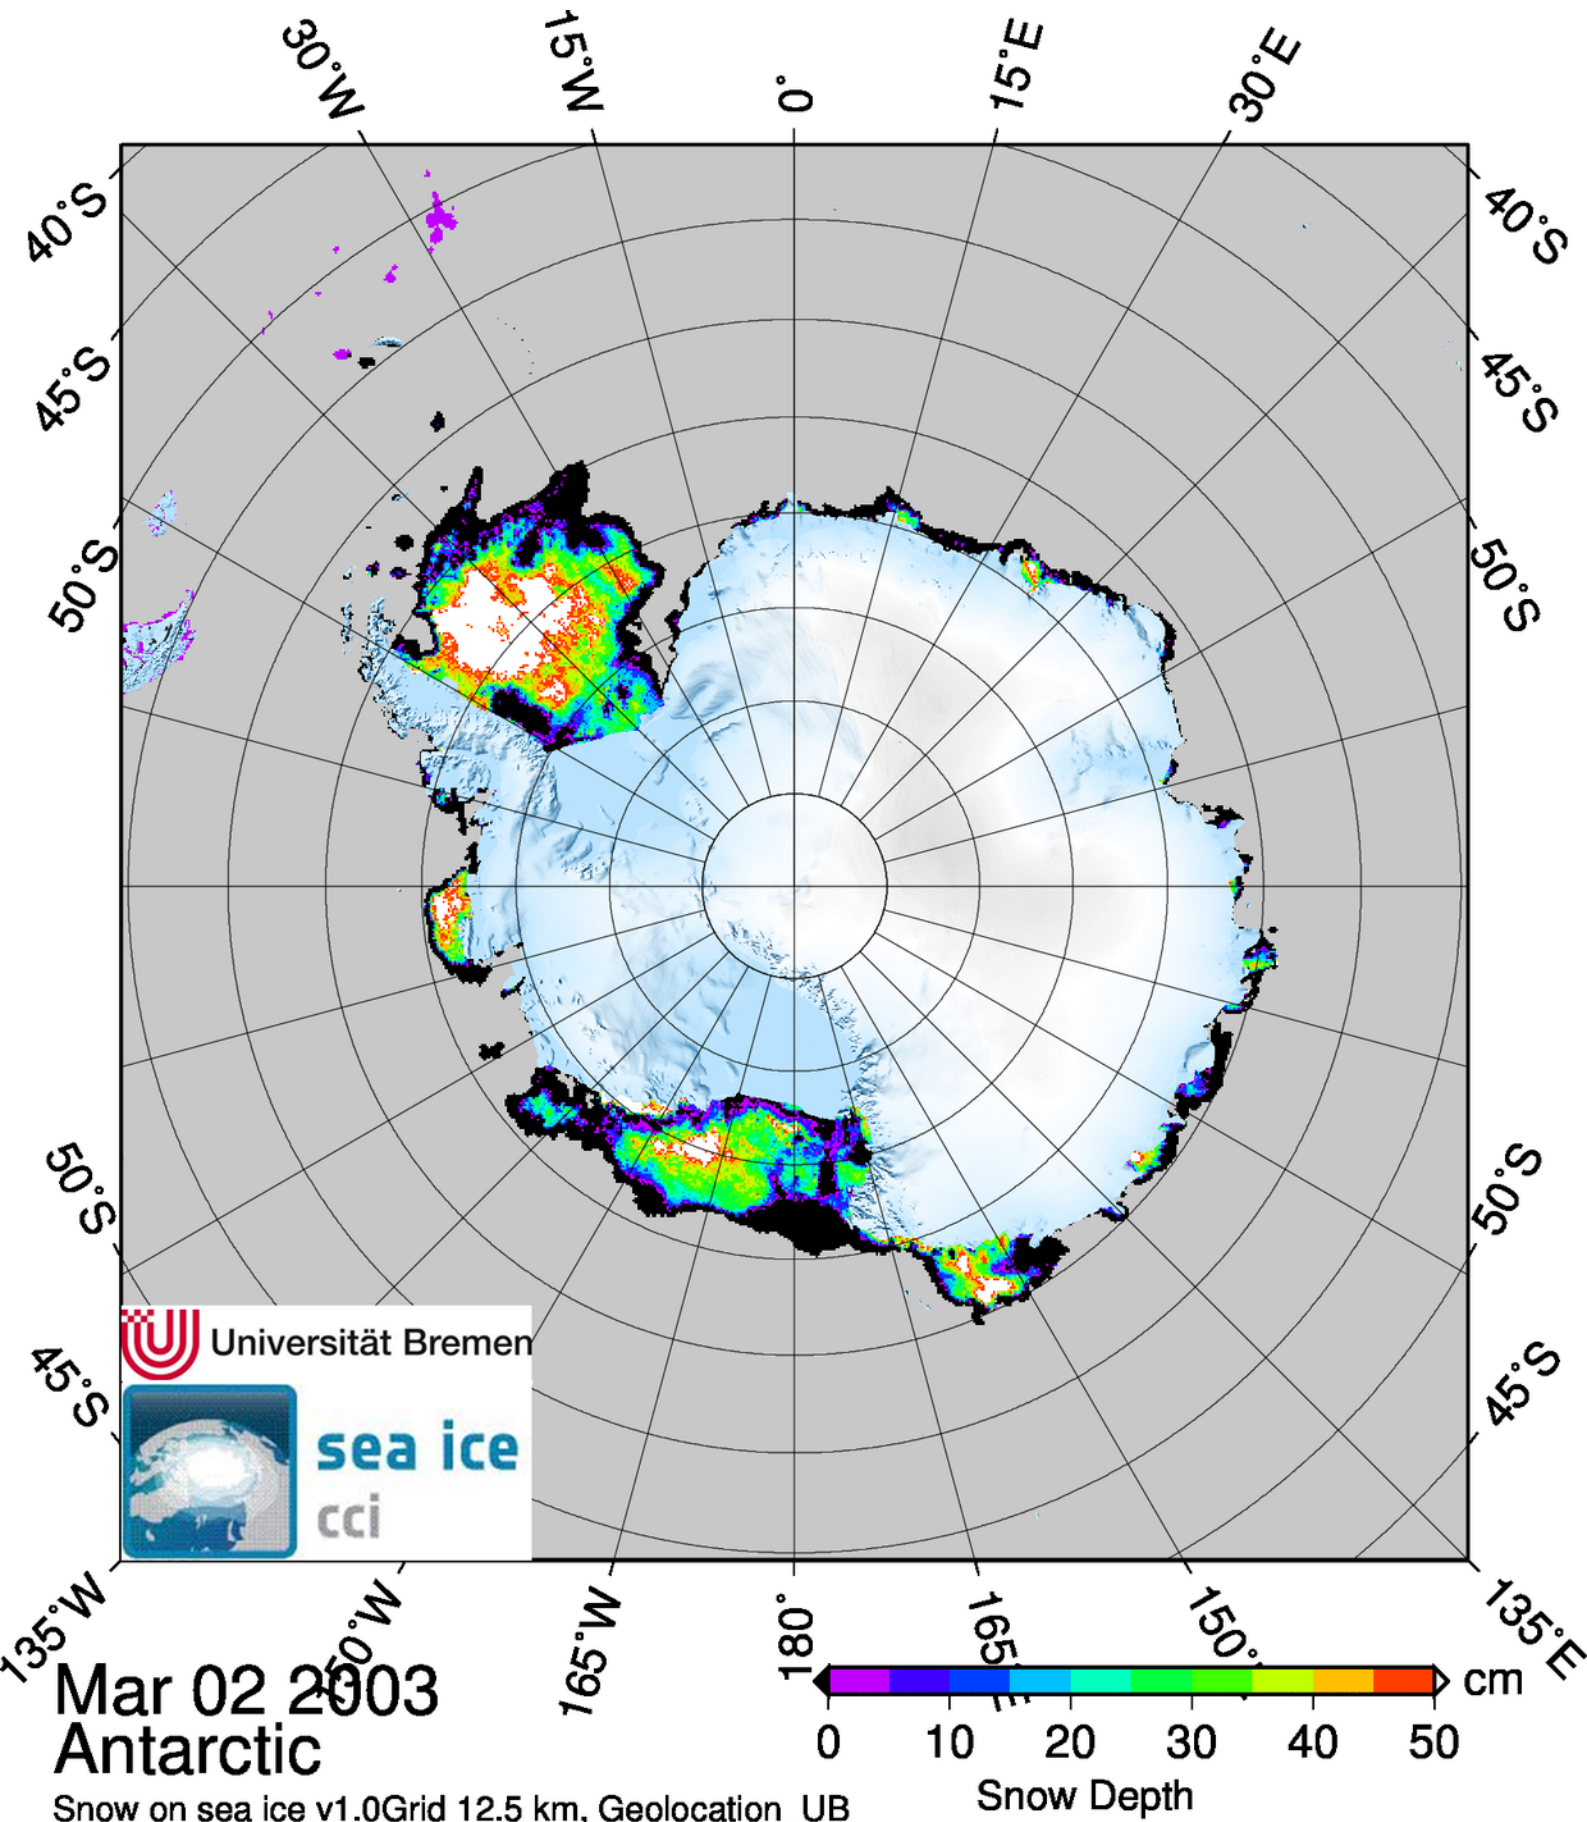 30°W 15°W 0° 15°E 30°E
40°S 40°S
45°S 45°S
50°S 50°S
50°S 50°S
45°S 45°S
Universität Bremen
sea ice
cci
135°W 165°W 180° 135°E
Mar 02 2003
Antarctic
cm
0 10 20 30 40 50
Snow Depth
Snow on sea ice v1.0Grid 12.5 km, Geolocation UB